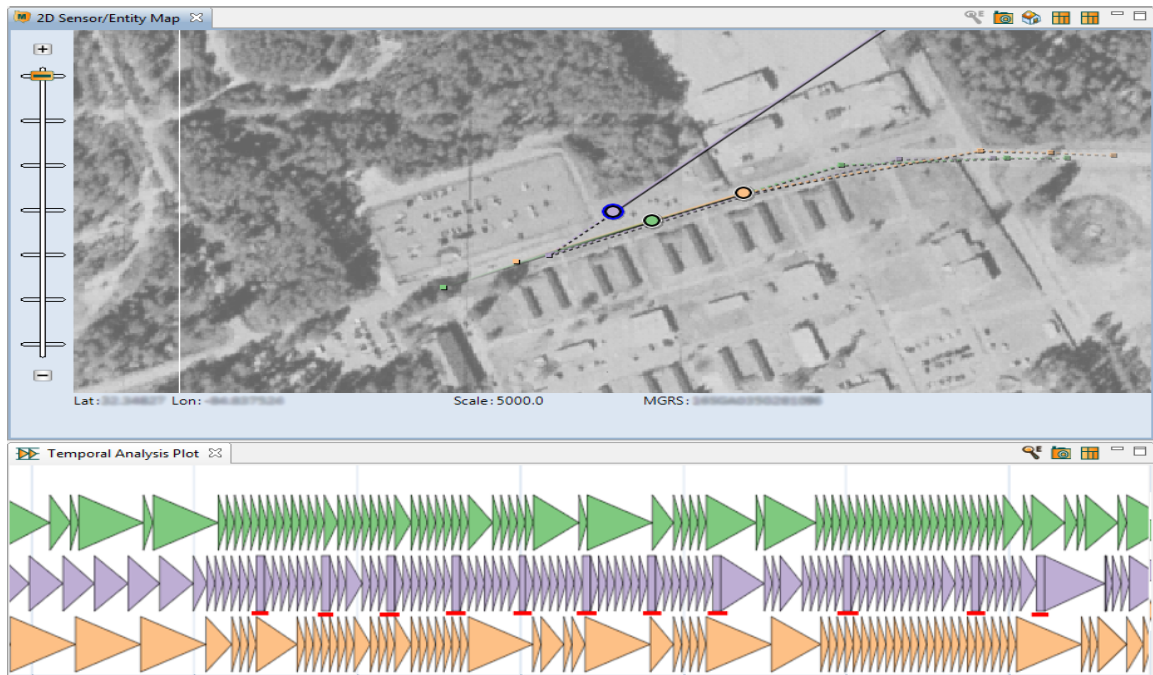 2D Sensor/Entity Map
Lat: Lon: Scale: 5000.0 MGRS:
Temporal Analysis Plot